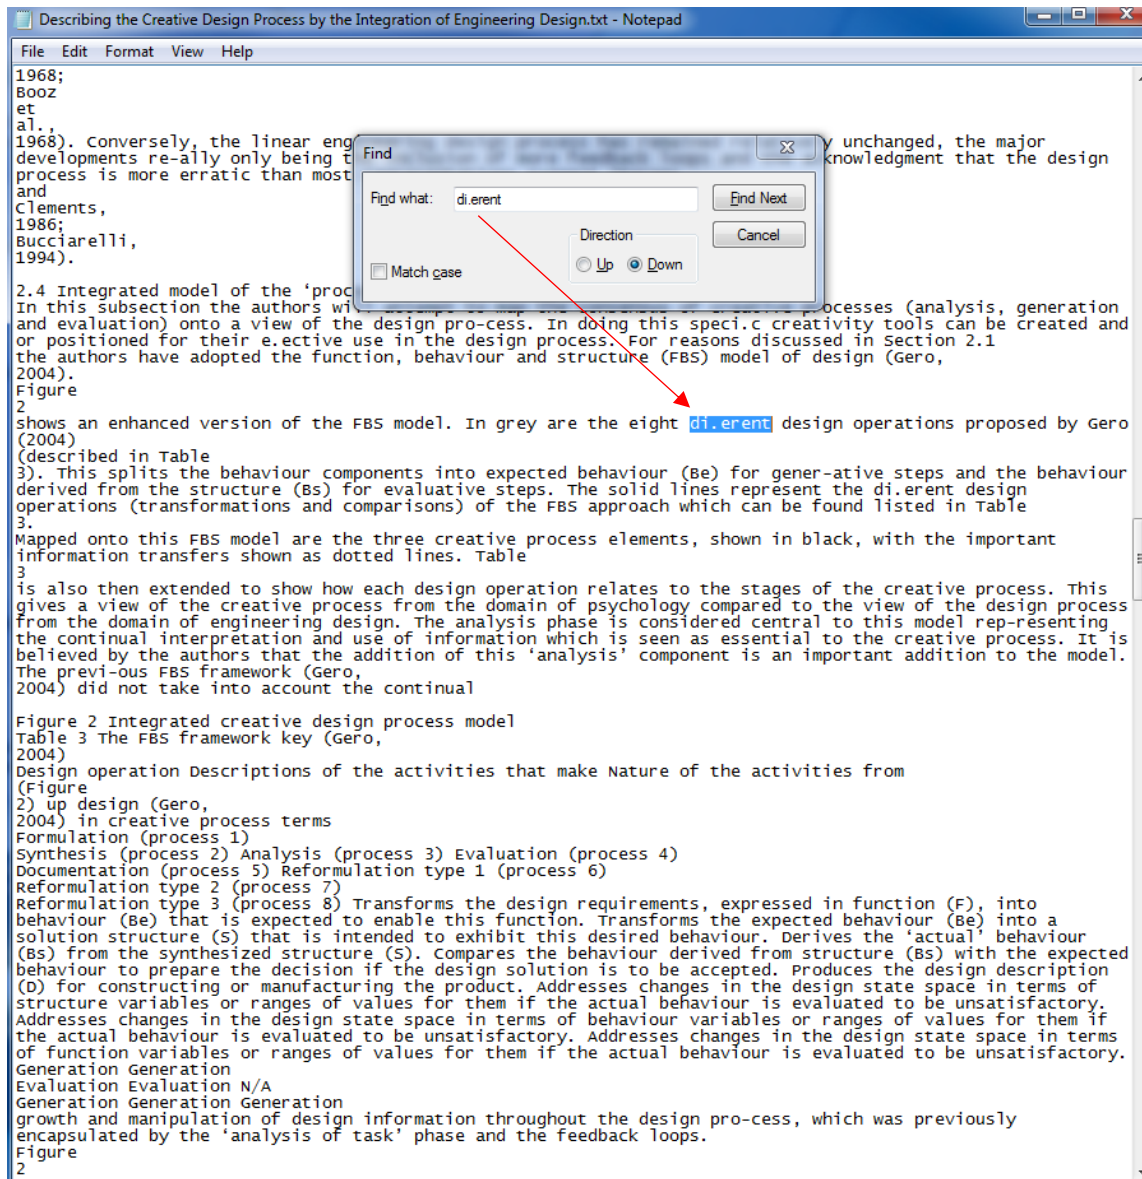 Describing the Creative Design Process by the Integration of Engineering Design.txt - Notepad
File Edit Format View Help
1968;
Booz
et
al.,
1968). Conversely, the linear eng y unchanged, the major
developments re-ally only being t knowledgment that the design
process is more erratic than most
and
Clements,
1986;
Bucciarelli,
1994).
Find
Find what: di.erent Find Next
Direction Cancel
Match case Up Down
2.4 Integrated model of the ‘proc
In this subsection the authors wi processes (analysis, generation
and evaluation) onto a view of the design pro-cess. In doing this speci.c creativity tools can be created and
or positioned for their e.ective use in the design process. For reasons discussed in Section 2.1
the authors have adopted the function, behaviour and structure (FBS) model of design (Gero,
2004).
Figure
2
shows an enhanced version of the FBS model. In grey are the eight di.erent design operations proposed by Gero
(2004)
(described in Table
3). This splits the behaviour components into expected behaviour (Be) for gener-ative steps and the behaviour
derived from the structure (Bs) for evaluative steps. The solid lines represent the di.erent design
operations (transformations and comparisons) of the FBS approach which can be found listed in Table
3.
Mapped onto this FBS model are the three creative process elements, shown in black, with the important
information transfers shown as dotted lines. Table
3
is also then extended to show how each design operation relates to the stages of the creative process. This
gives a view of the creative process from the domain of psychology compared to the view of the design process
from the domain of engineering design. The analysis phase is considered central to this model rep-resenting
the continual interpretation and use of information which is seen as essential to the creative process. It is
believed by the authors that the addition of this ‘analysis’ component is an important addition to the model.
The previ-ous FBS framework (Gero,
2004) did not take into account the continual
Figure 2 Integrated creative design process model
Table 3 The FBS framework key (Gero,
2004)
Design operation Descriptions of the activities that make Nature of the activities from
(Figure
2) up design (Gero,
2004) in creative process terms
Formulation (process 1)
Synthesis (process 2) Analysis (process 3) Evaluation (process 4)
Documentation (process 5) Reformulation type 1 (process 6)
Reformulation type 2 (process 7)
Reformulation type 3 (process 8) Transforms the design requirements, expressed in function (F), into
behaviour (Be) that is expected to enable this function. Transforms the expected behaviour (Be) into a
solution structure (S) that is intended to exhibit this desired behaviour. Derives the ‘actual’ behaviour
(Bs) from the synthesized structure (S). Compares the behaviour derived from structure (Bs) with the expected
behaviour to prepare the decision if the design solution is to be accepted. Produces the design description
(D) for constructing or manufacturing the product. Addresses changes in the design state space in terms of
structure variables or ranges of values for them if the actual behaviour is evaluated to be unsatisfactory.
Addresses changes in the design state space in terms of behaviour variables or ranges of values for them if
the actual behaviour is evaluated to be unsatisfactory. Addresses changes in the design state space in terms
of function variables or ranges of values for them if the actual behaviour is evaluated to be unsatisfactory.
Generation Generation
Evaluation Evaluation N/A
Generation Generation Generation
growth and manipulation of design information throughout the design pro-cess, which was previously
encapsulated by the ‘analysis of task’ phase and the feedback loops.
Figure
2